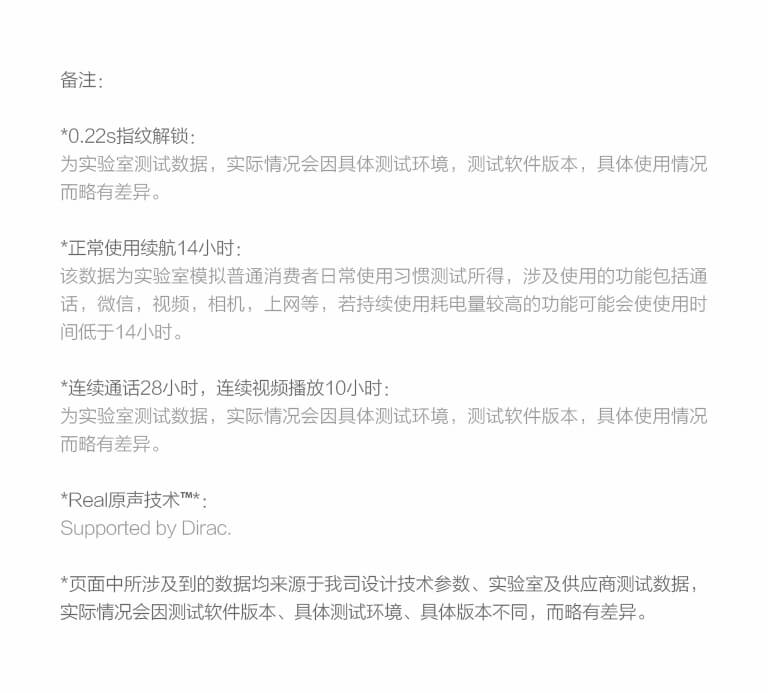 备注：
*0.22s指纹解锁：
为实验室测试数据，实际情况会因具体测试环境，测试软件版本，具体使用情况
而略有差异。
*正常使用续航14小时：
该数据为实验室模拟普通消费者日常使用习惯测试所得，涉及使用的功能包括通
话，微信，视频，相机，上网等，若持续使用耗电量较高的功能可能会使使用时
间低于14小时。
*连续通话28小时，连续视频播放10小时：
为实验室测试数据，实际情况会因具体测试环境，测试软件版本，具体使用情况
而略有差异。
*Real原声技术™*：
Supported by Dirac.
*页面中所涉及到的数据均来源于我司设计技术参数、实验室及供应商测试数据，
实际情况会因测试软件版本、具体测试环境、具体版本不同，而略有差异。